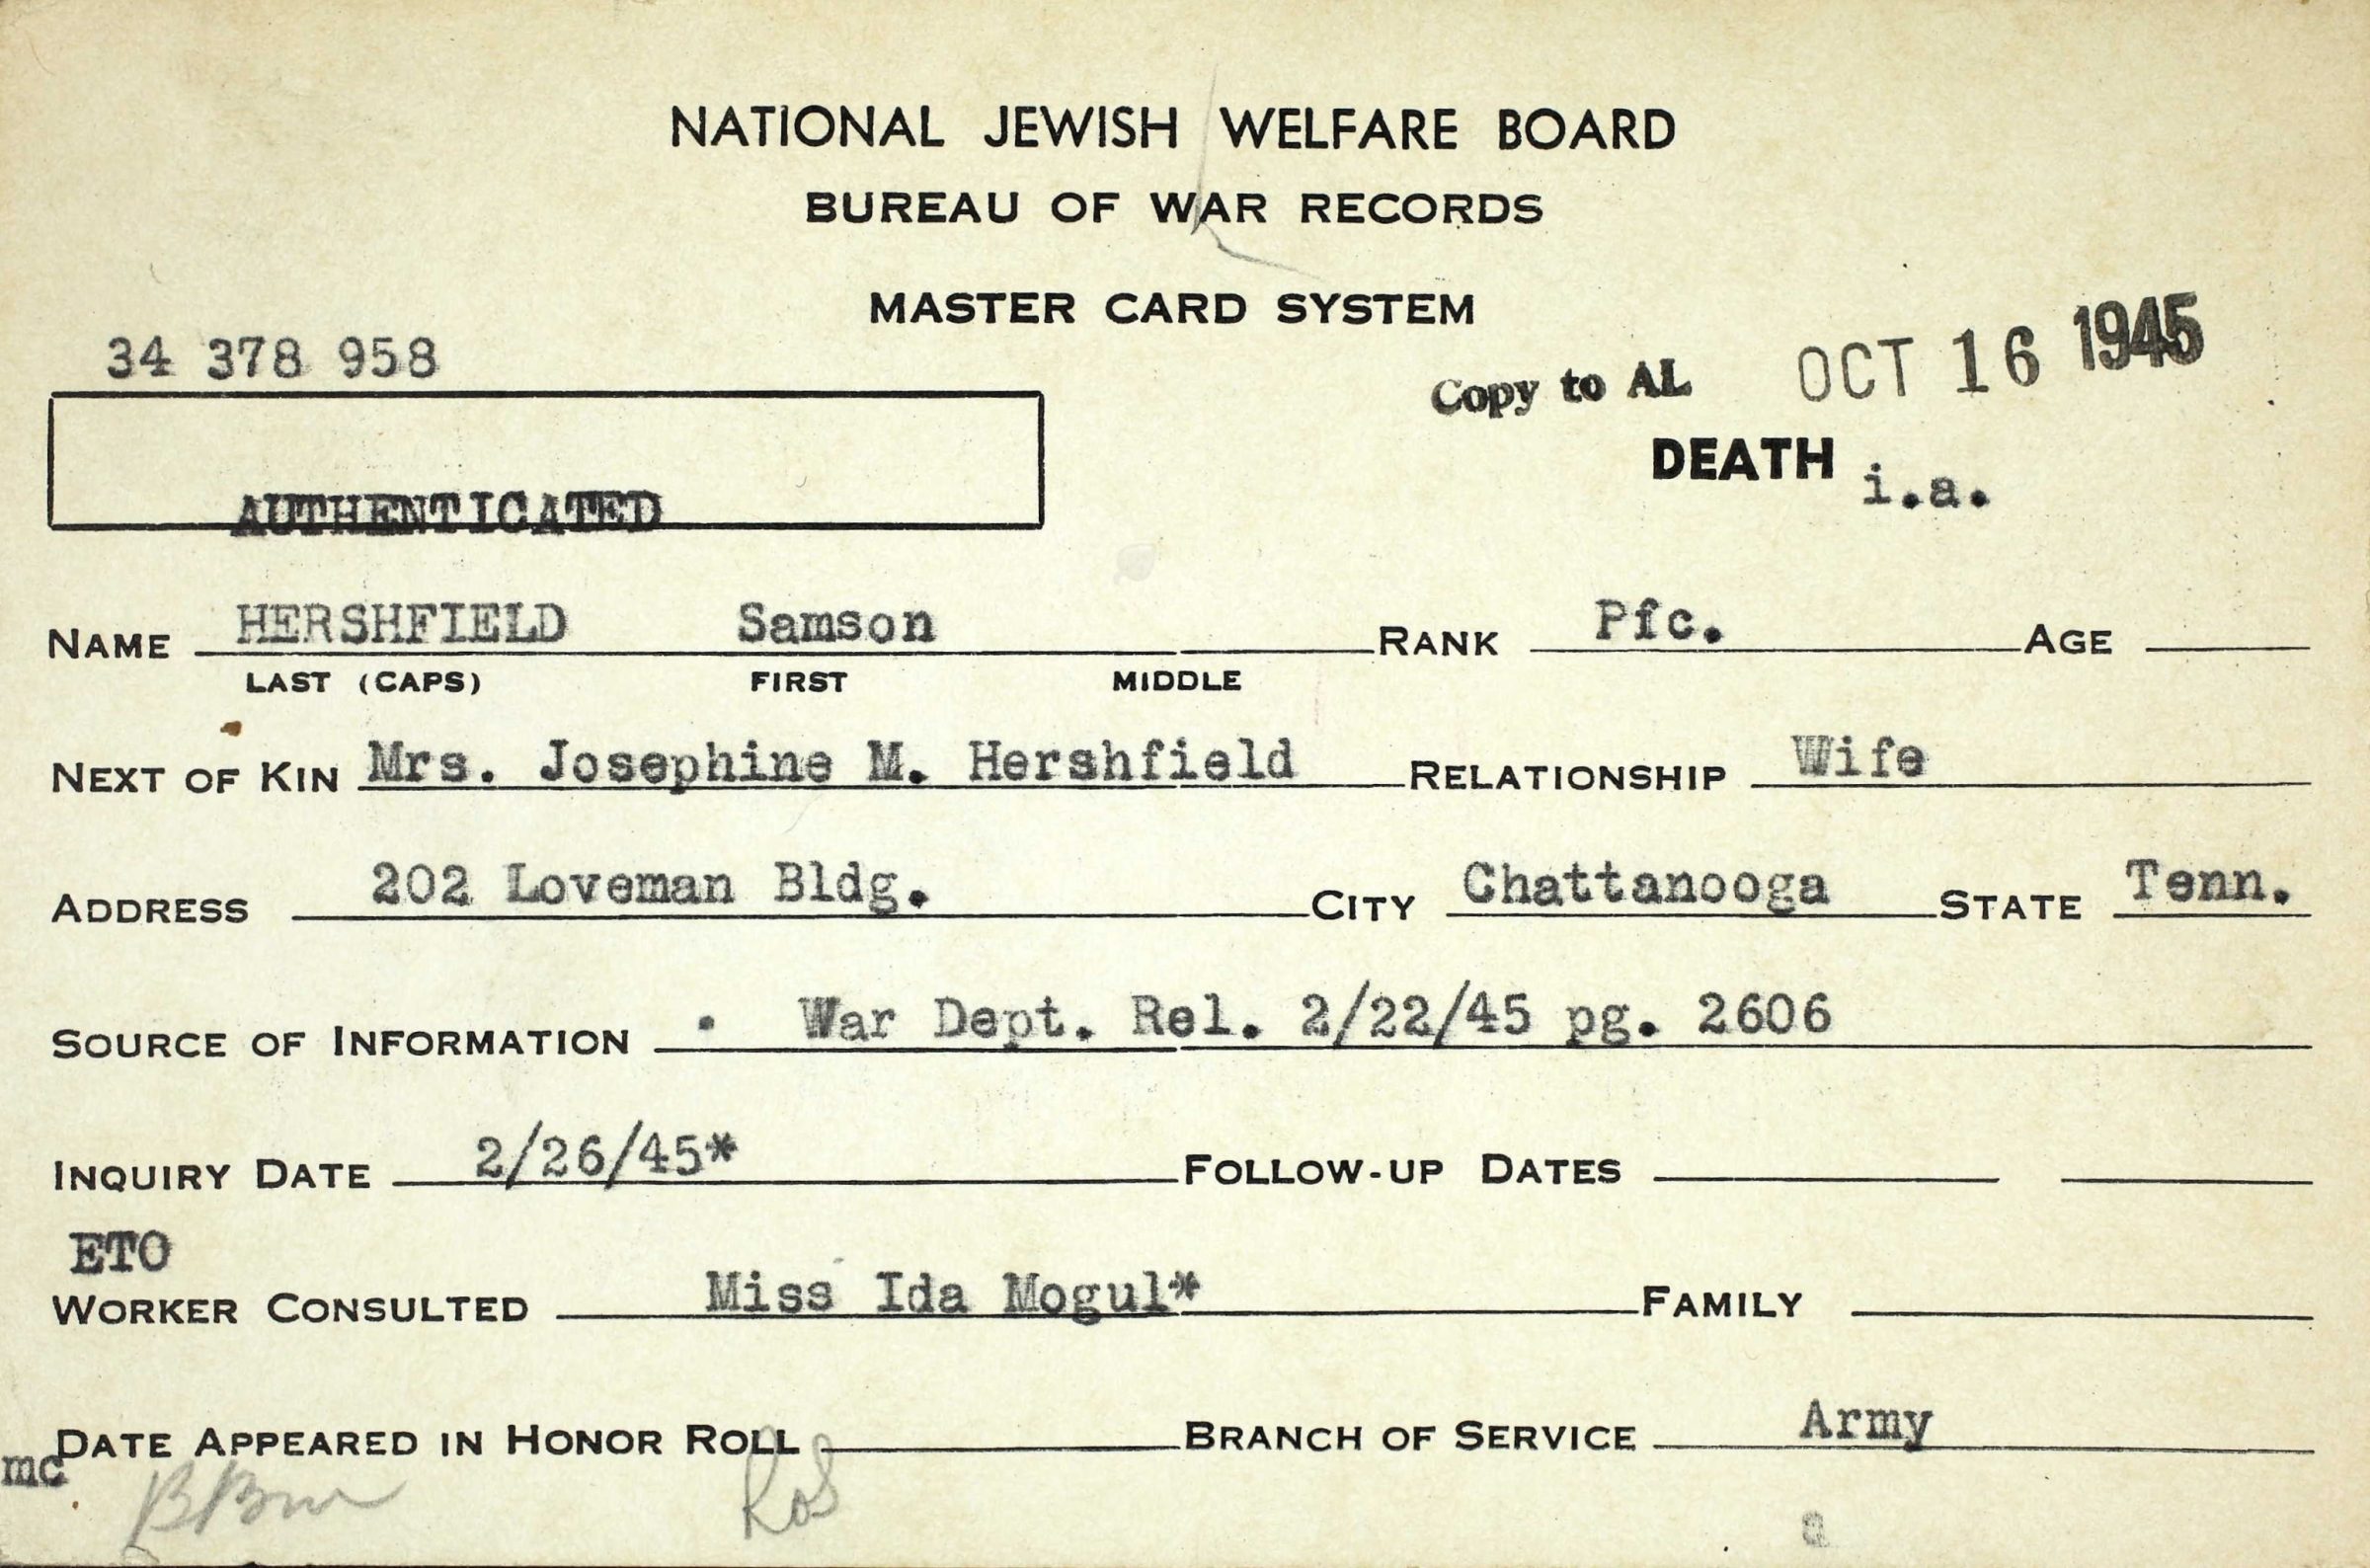 NATIONAL JEWISH WELFARE BOARD
BUREAU OF WAR RECORDS
MASTER CARD SYSTEM
34 378 958
Copy to AL OCT 16 1945
DEATH i.a.
AUTHENTICATED
NAME HERSHFIELD Samson RANK Pfc. AGE
LAST (CAPS) FIRST MIDDLE
NEXT OF KIN Mrs. Josephine M. Hershfield RELATIONSHIP Wife
ADDRESS 202 Loveman Bldg. CITY Chattanooga STATE Tenn.
SOURCE OF INFORMATION . War Dept. Rel. 2/22/45 pg. 2606
INQUIRY DATE 2/26/45* FOLLOW-UP DATES
ETO
WORKER CONSULTED Miss Ida Mogul* FAMILY
DATE APPEARED IN HONOR ROLL BRANCH OF SERVICE Army
mc
a